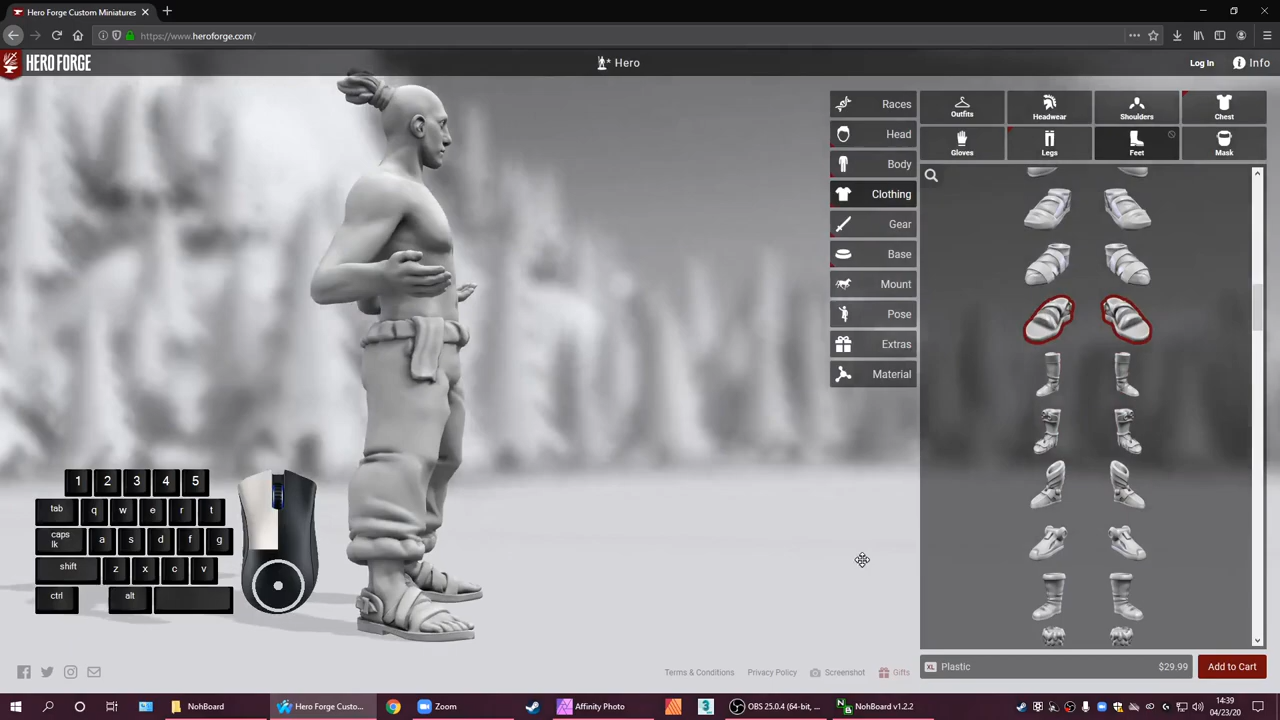 Hero Forge Custom Miniatures
https://www.heroforge.com/
HERO FORGE
* Hero
Log In
Info
Races
Head
Body
Clothing
Gear
Base
Mount
Pose
Extras
Material
Outfits
Headwear
Shoulders
Chest
Gloves
Legs
Feet
Mask
1 2 3 4 5
tab q w e r t
caps lk a s d f g
shift z x c v
ctrl alt
Terms & Conditions
Privacy Policy
Screenshot
Gifts
XL Plastic $29.99
Add to Cart
NohBoard
Hero Forge Custo...
Zoom
Affinity Photo
OBS 25.0.4 (64-bit, ...
NohBoard v1.2.2
14:39
04/23/20